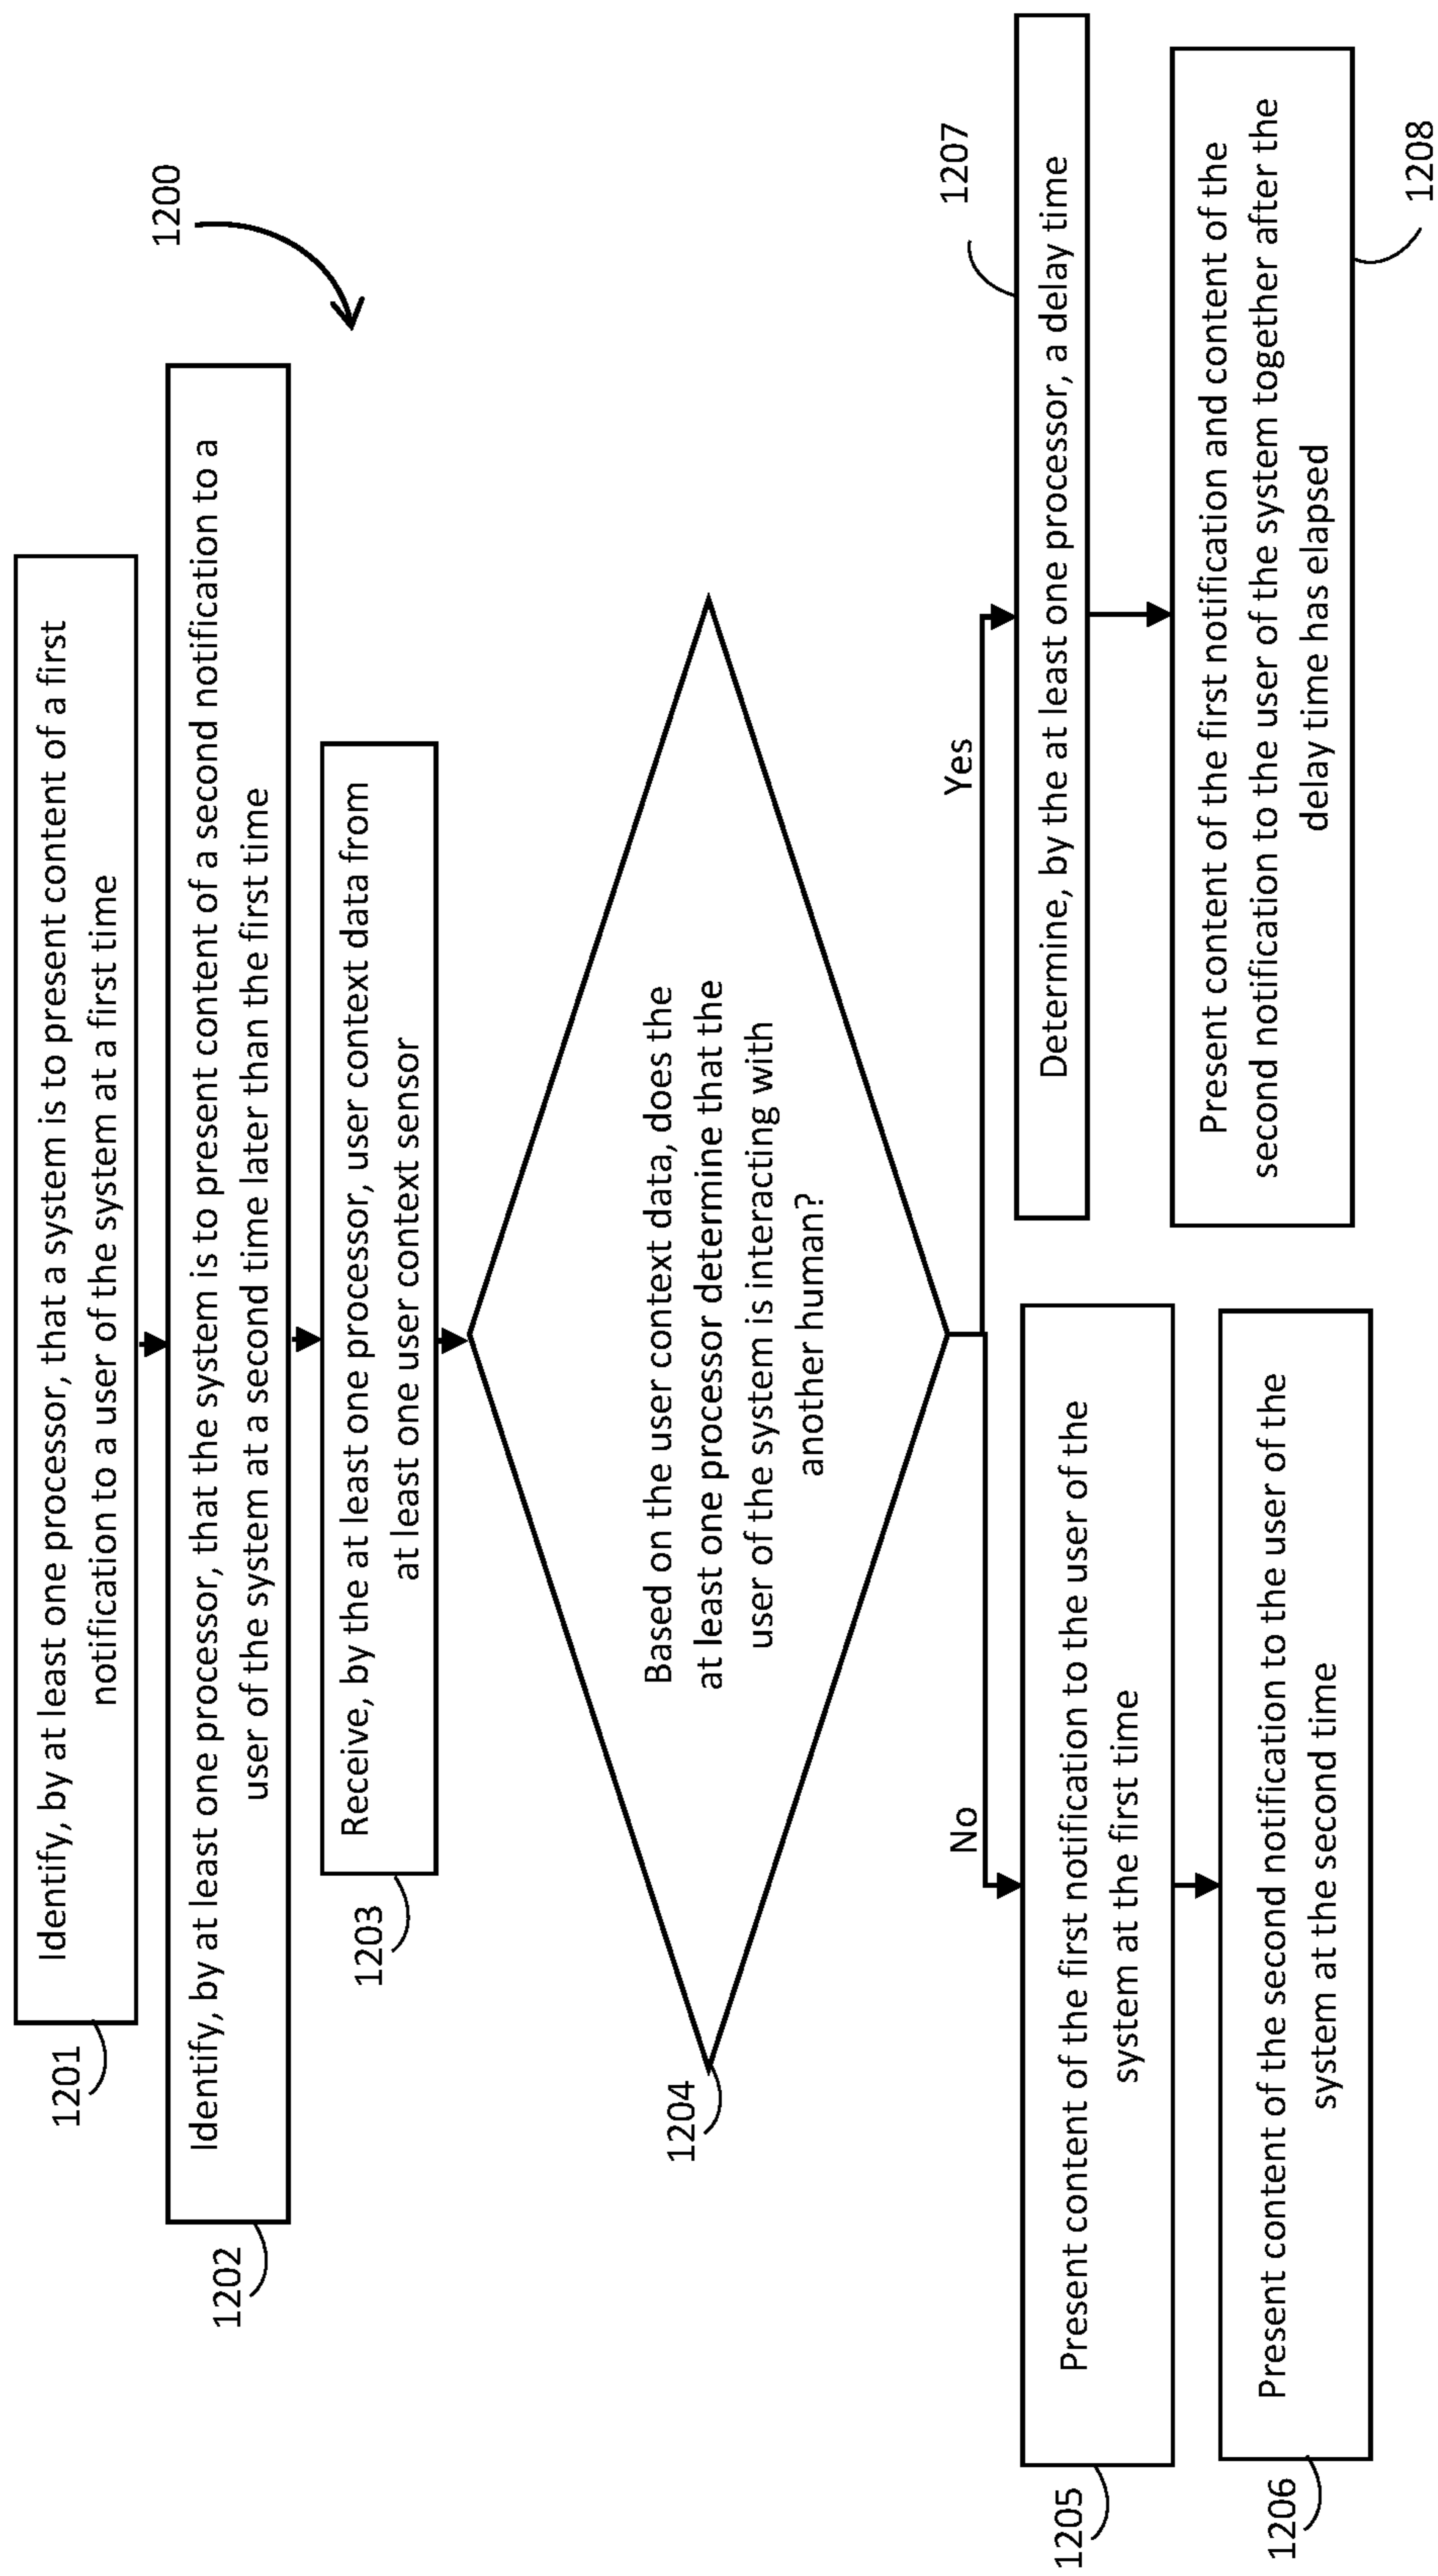 1200
1201
Identify, by at least one processor, that a system is to present content of a first
notification to a user of the system at a first time
1202
Identify, by at least one processor, that the system is to present content of a second notification to a
user of the system at a second time later than the first time
1203
Receive, by the at least one processor, user context data from
at least one user context sensor
1204
Based on the user context data, does the
at least one processor determine that the
user of the system is interacting with
another human?
No
Yes
1205
Present content of the first notification to the user of the
system at the first time
1206
Present content of the second notification to the user of the
system at the second time
1207
Determine, by the at least one processor, a delay time
1208
Present content of the first notification and content of the
second notification to the user of the system together after the
delay time has elapsed